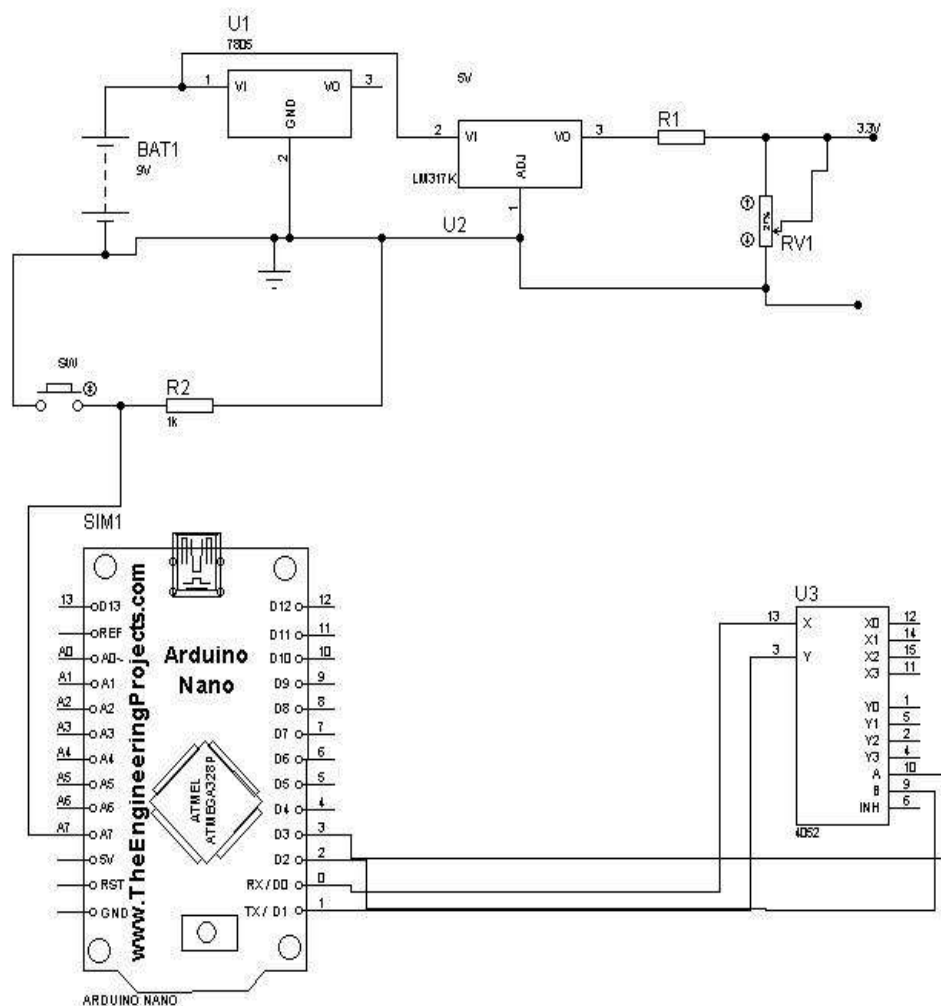 U1
7805
1 VI VO 3
GND
2
BAT1
9V
5V
2 VI VO 3
ADJ
1
LM317K
U2
R1
3.3V
RV1
SW
R2
1k
SIM1
www.TheEngineeringProjects.com
Arduino
Nano
ATMEL
ATMEGA328P
13 D13
REF
A0 A0~
A1 A1
A2 A2
A3 A3
A4 A4
A5 A5
A6 A6
A7 A7
5V
RST
GND
D12 12
D11 11
D10 10
D9 9
D8 8
D7 7
D6 6
D5 5
D4 4
D3 3
D2 2
RX/D0 0
TX/D1 1
ARDUINO NANO
U3
13 X
3 Y
X0 12
X1 14
X2 15
X3 11
Y0 1
Y1 5
Y2 2
Y3 4
A 10
B 9
INH 6
4052